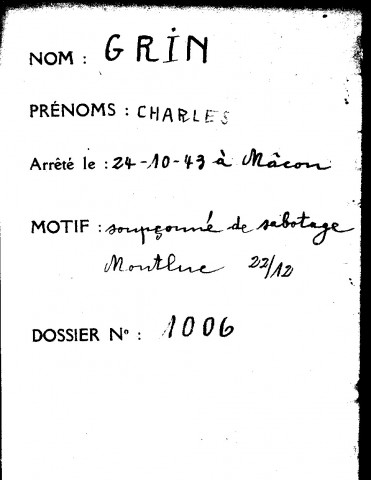 NOM : GRIN
PRÉNOMS : CHARLES
Arrêté le : 24-10-43 à Mâcon
MOTIF : soupçonné de sabotage
Montluc 22/12
DOSSIER N° : 1006